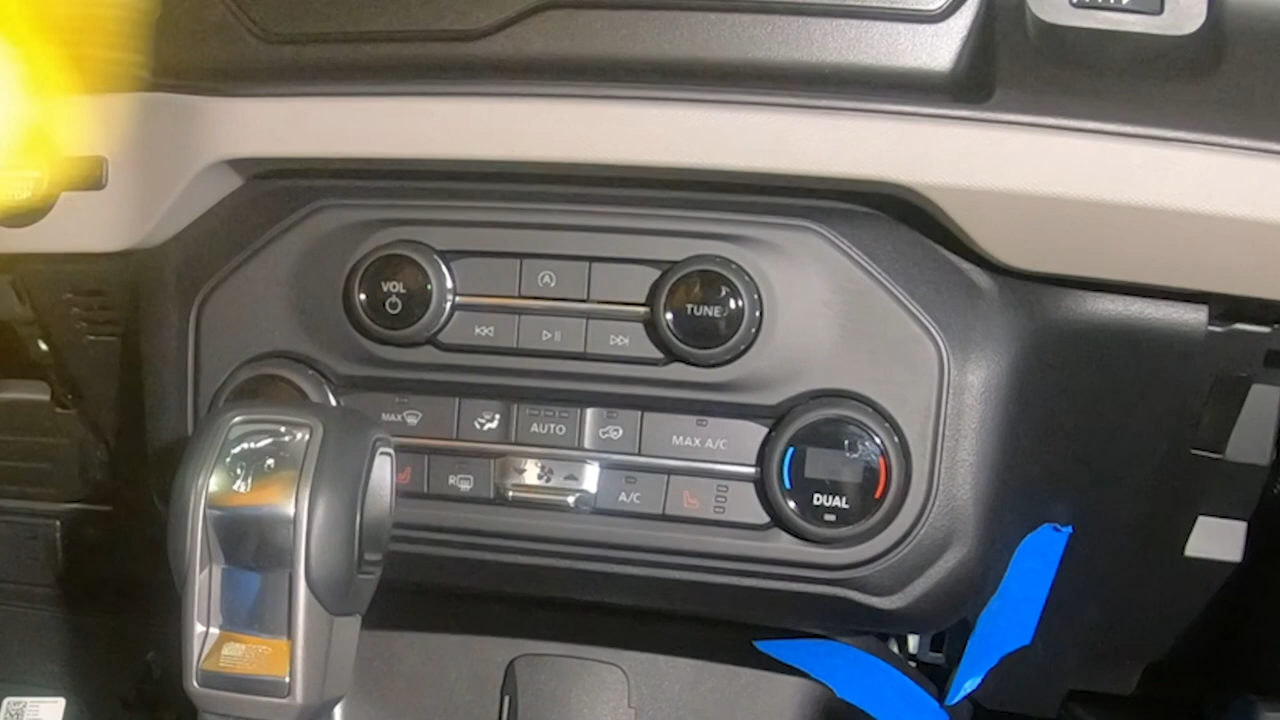 VOL
TUNE
MAX
AUTO
MAX A/C
R
A/C
DUAL